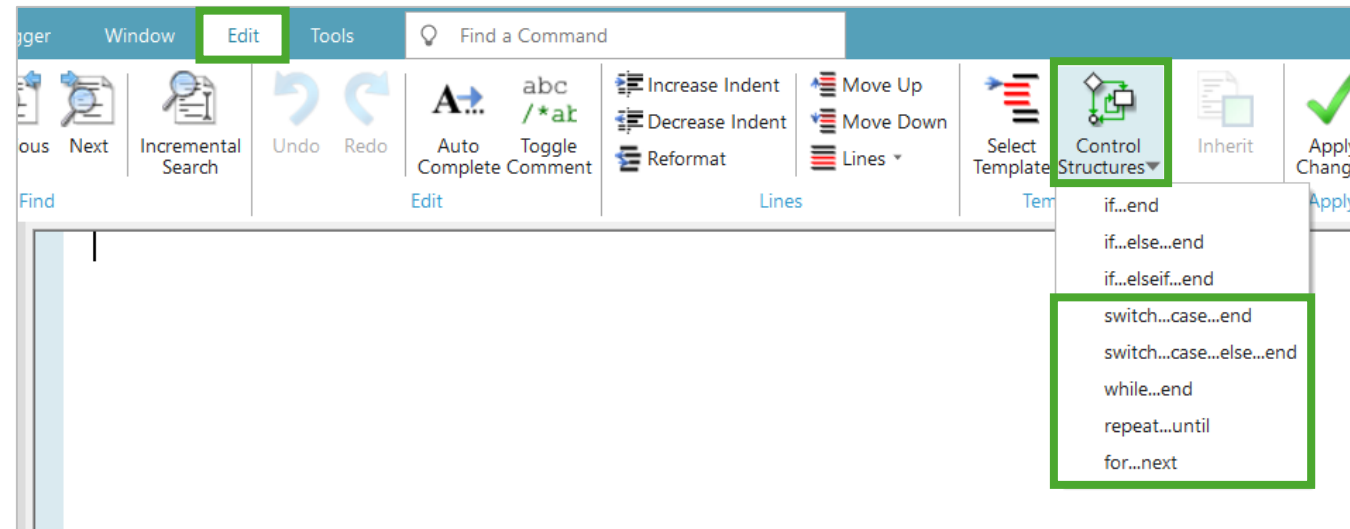 gger Window Edit Tools Find a Command
abc
/*ab
Increase Indent
Decrease Indent
Reformat
Move Up
Move Down
Lines
ous Next Incremental
Search
Undo Redo
A...
Auto
Complete
Toggle
Comment
Select
Template
Control
Structures
Inherit
Apply
Chang
Find Edit Lines Tem Apply
if...end
if...else...end
if...elseif...end
switch...case...end
switch...case...else...end
while...end
repeat...until
for...next